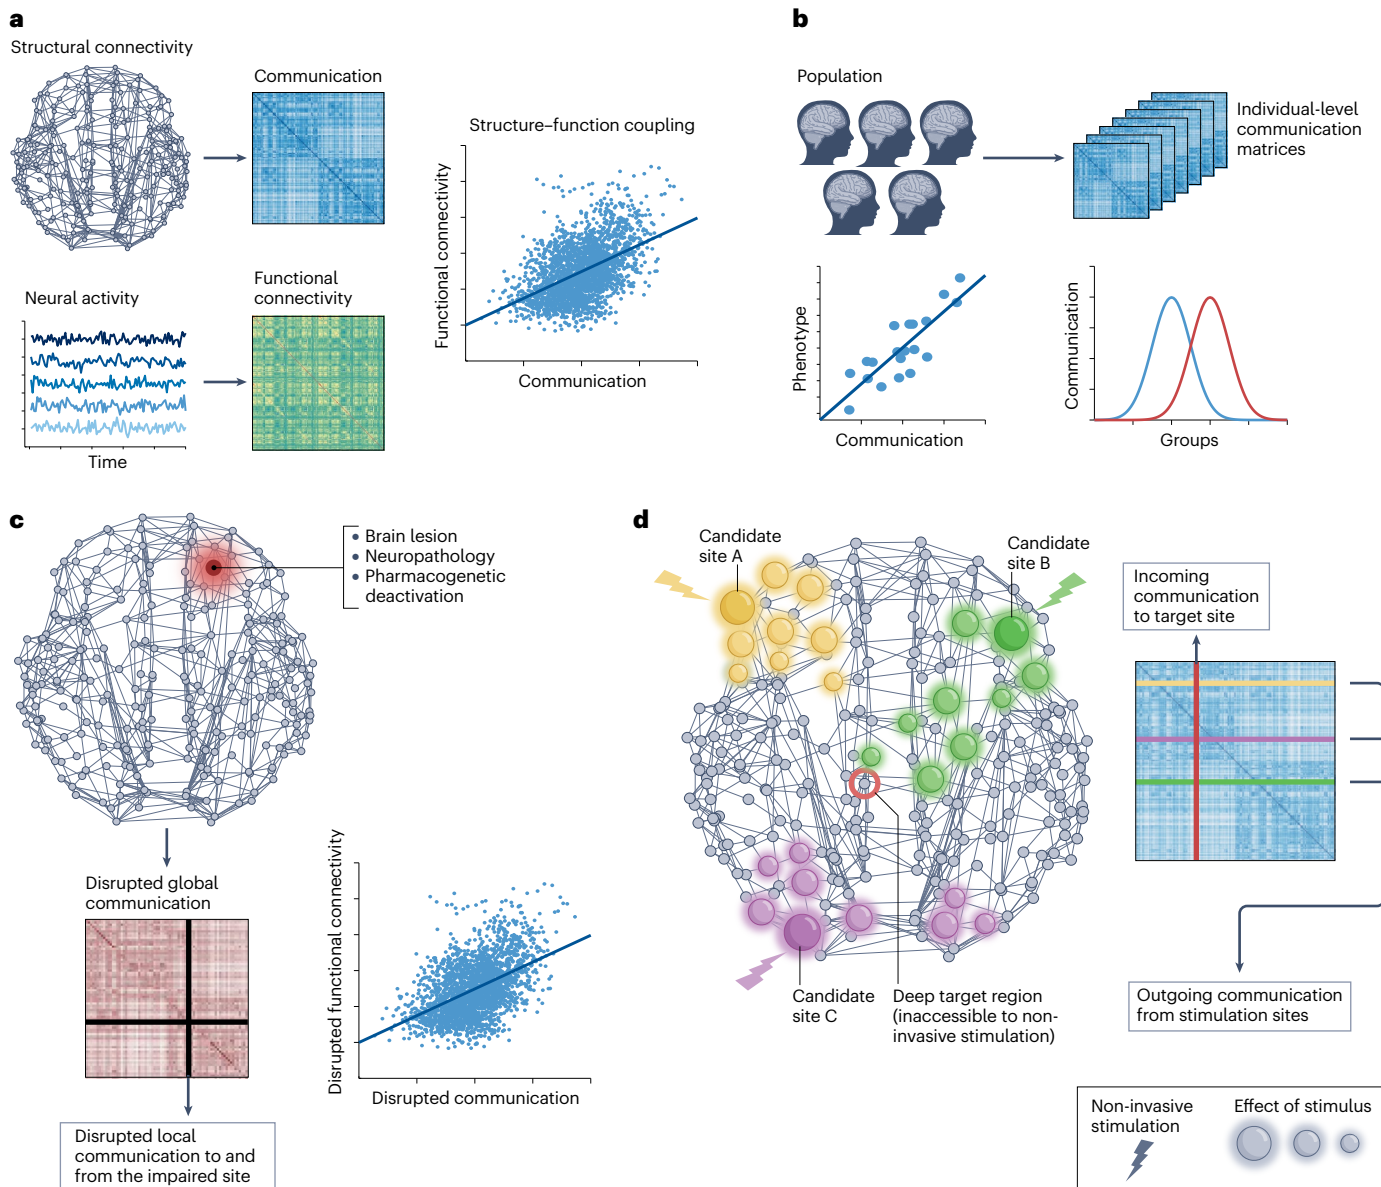 a
Structural connectivity
Communication
Neural activity
Time
Functional
connectivity
Structure–function coupling
Functional connectivity
Communication
b
Population
Individual-level
communication
matrices
Phenotype
Communication
Communication
Groups
c
• Brain lesion
• Neuropathology
• Pharmacogenetic
deactivation
Disrupted global
communication
Disrupted local
communication to and
from the impaired site
Disrupted functional connectivity
Disrupted communication
d
Candidate
site A
Candidate
site B
Candidate
site C
Deep target region
(inaccessible to non-
invasive stimulation)
Incoming
communication
to target site
Outgoing communication
from stimulation sites
Non-invasive
stimulation
Effect of stimulus